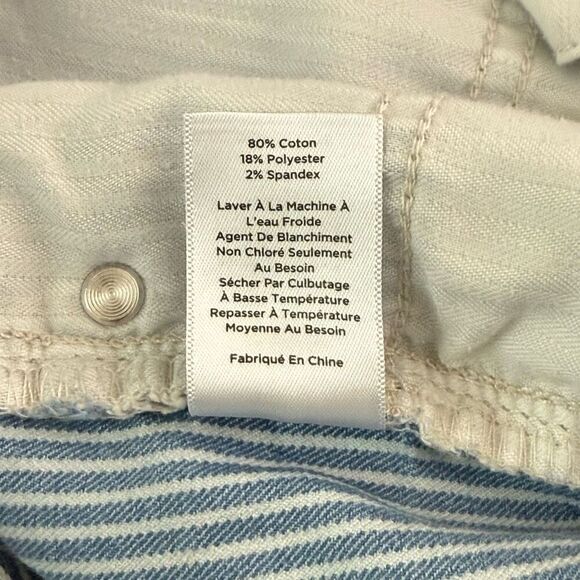 80% Coton
18% Polyester
2% Spandex
Laver À La Machine À
L'eau Froide
Agent De Blanchiment
Non Chloré Seulement
Au Besoin
Sécher Par Culbutage
À Basse Température
Repasser À Température
Moyenne Au Besoin
Fabriqué En Chine